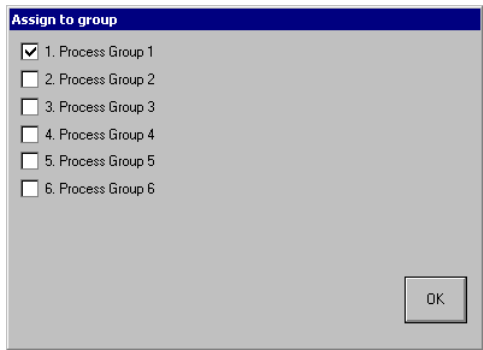 Assign to group
1. Process Group 1
2. Process Group 2
3. Process Group 3
4. Process Group 4
5. Process Group 5
6. Process Group 6
OK